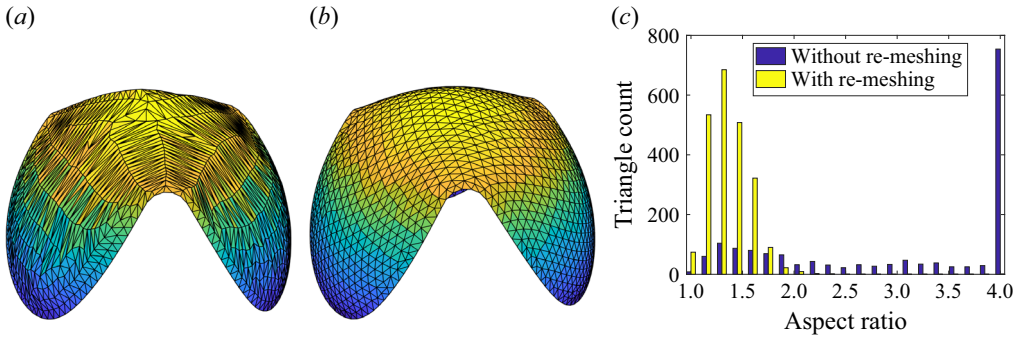 (a)
(b)
(c)
800
600
400
200
0
Triangle count
Without re-meshing
With re-meshing
1.0 1.5 2.0 2.5 3.0 3.5 4.0
Aspect ratio